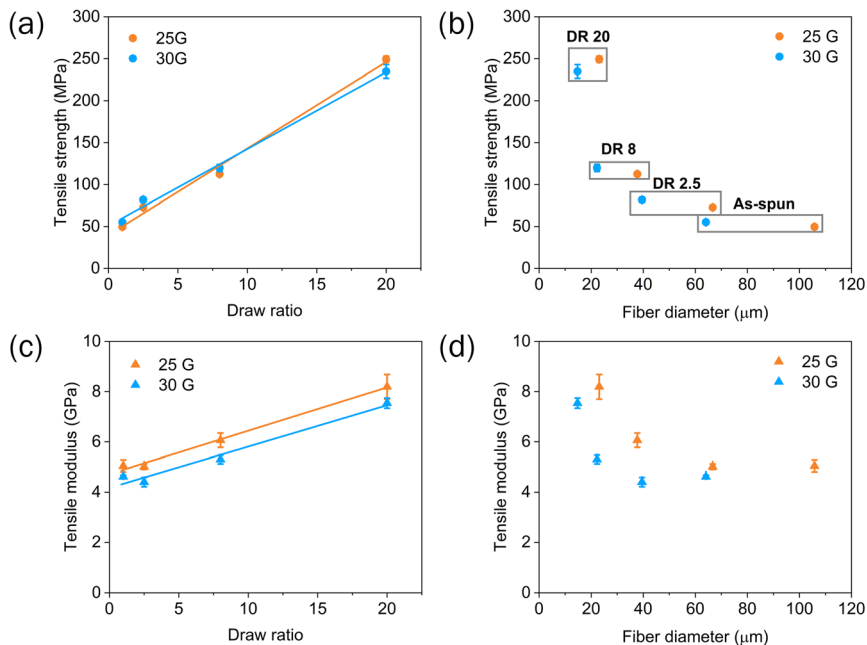 (a)
300
250
200
150
100
50
0
Tensile strength (MPa)
25G
30G
0
5
10
15
20
Draw ratio
(b)
300
250
200
150
100
50
0
Tensile strength (MPa)
DR 20
25 G
30 G
DR 8
DR 2.5
As-spun
0
20
40
60
80
100
120
Fiber diameter (μm)
(c)
10
8
6
4
2
0
Tensile modulus (GPa)
25 G
30 G
0
5
10
15
20
Draw ratio
(d)
10
8
6
4
2
0
Tensile modulus (GPa)
25 G
30 G
0
20
40
60
80
100
120
Fiber diameter (μm)